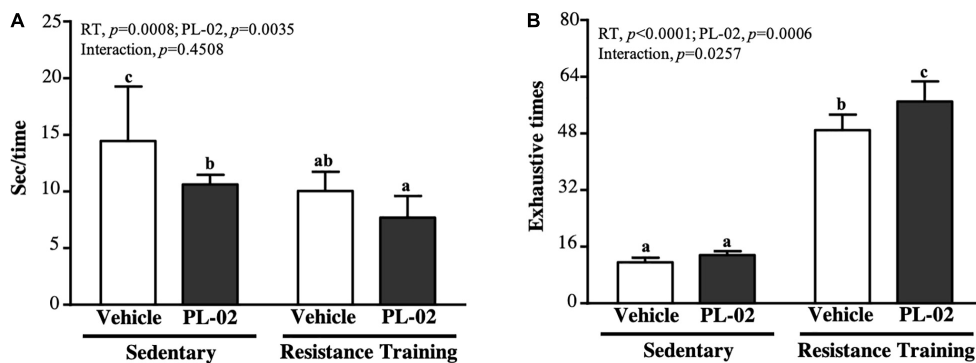 A
RT, p=0.0008; PL-02, p=0.0035
Interaction, p=0.4508
Sec/time
25
20
15
10
5
0
c
b
ab
a
Vehicle PL-02 Vehicle PL-02
Sedentary Resistance Training
B
RT, p<0.0001; PL-02, p=0.0006
Interaction, p=0.0257
Exhaustive times
80
64
48
32
16
0
a
a
b
c
Vehicle PL-02 Vehicle PL-02
Sedentary Resistance Training